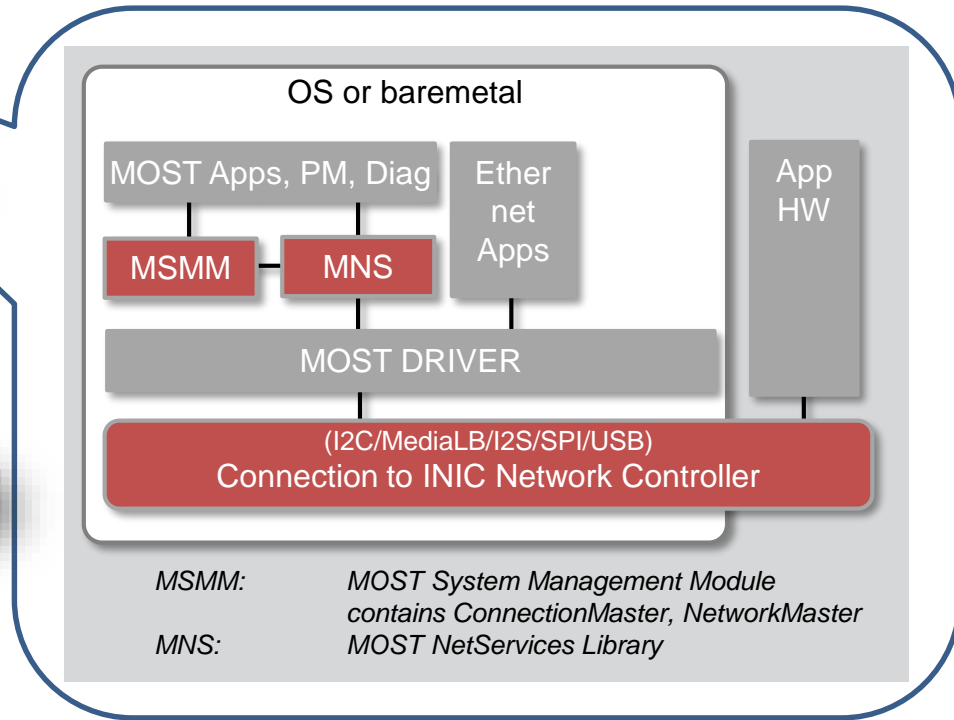 OS or baremetal
MOST Apps, PM, Diag
Ether
net
Apps
App
HW
MSMM
MNS
MOST DRIVER
(I2C/MediaLB/I2S/SPI/USB)
Connection to INIC Network Controller
MSMM: MOST System Management Module
contains ConnectionMaster, NetworkMaster
MNS: MOST NetServices Library